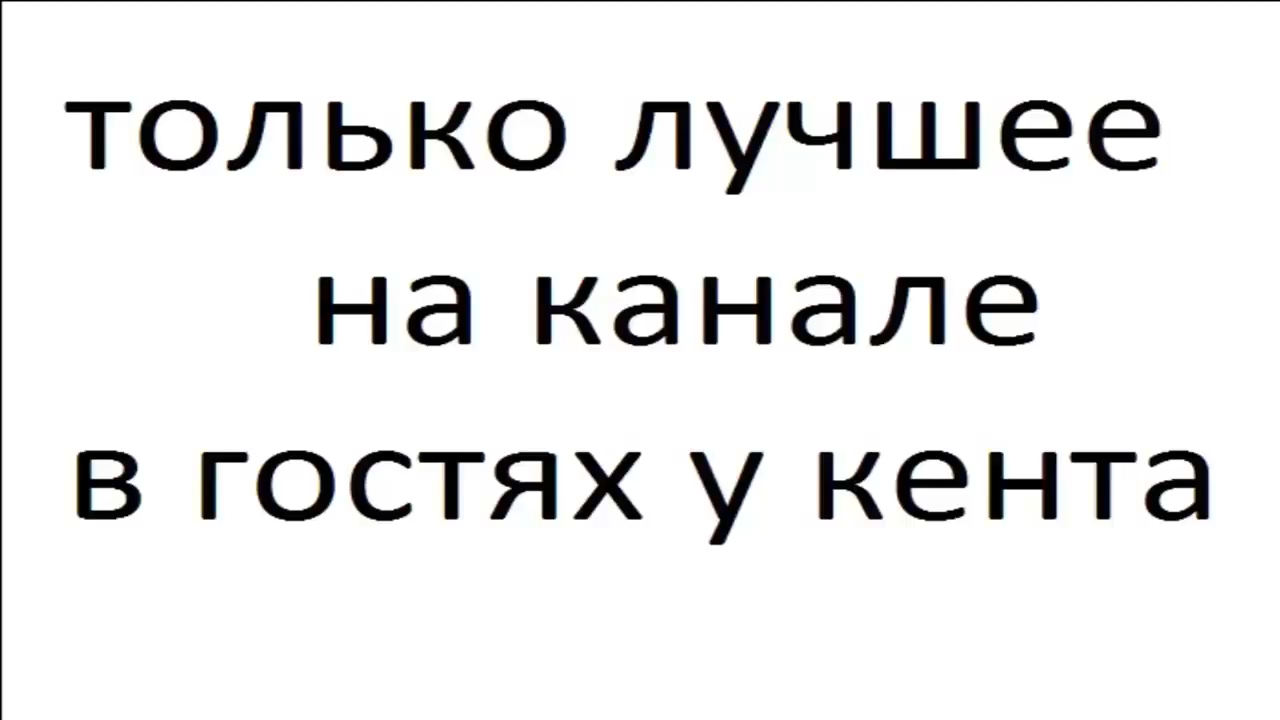 только лучшее
на канале
в гостях у кента